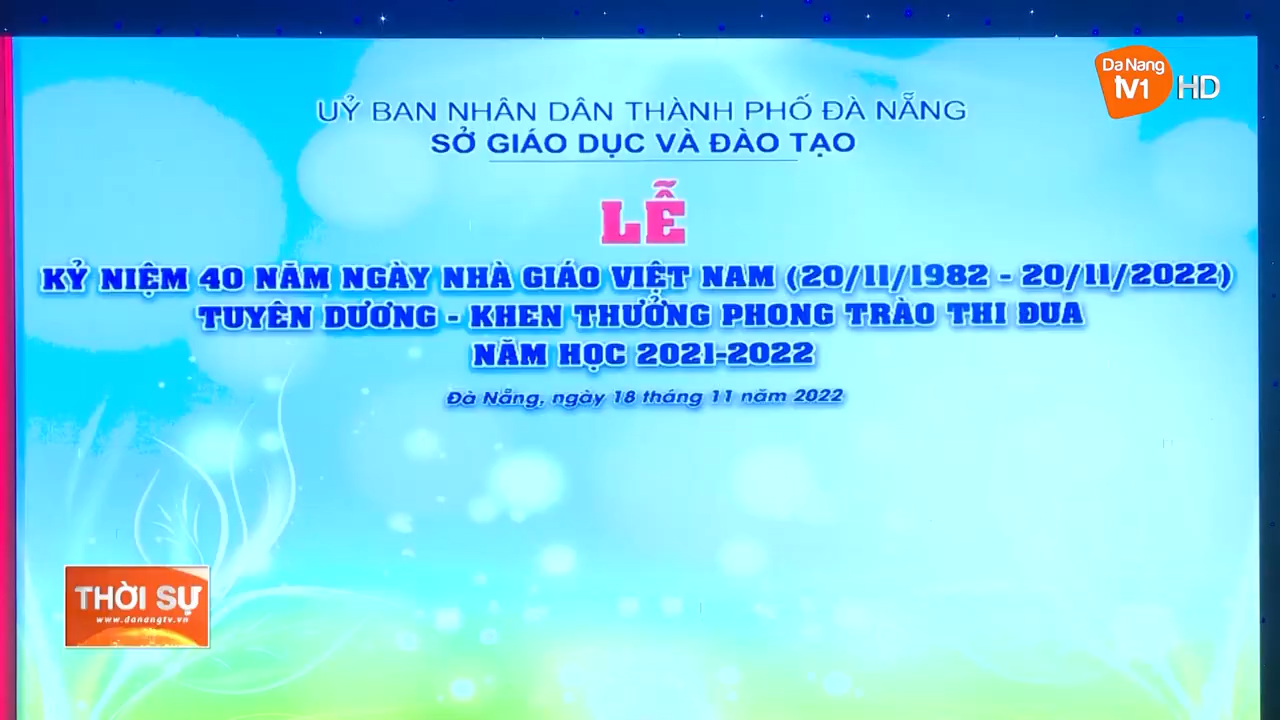 Da Nang
TV1 HD
UỶ BAN NHÂN DÂN THÀNH PHỐ ĐÀ NẴNG
SỞ GIÁO DỤC VÀ ĐÀO TẠO
LỄ
KỶ NIỆM 40 NĂM NGÀY NHÀ GIÁO VIỆT NAM (20/11/1982 - 20/11/2022)
TUYÊN DƯƠNG - KHEN THƯỞNG PHONG TRÀO THI ĐUA
NĂM HỌC 2021-2022
Đà Nẵng, ngày 18 tháng 11 năm 2022
THỜI SỰ
www.danangtv.vn